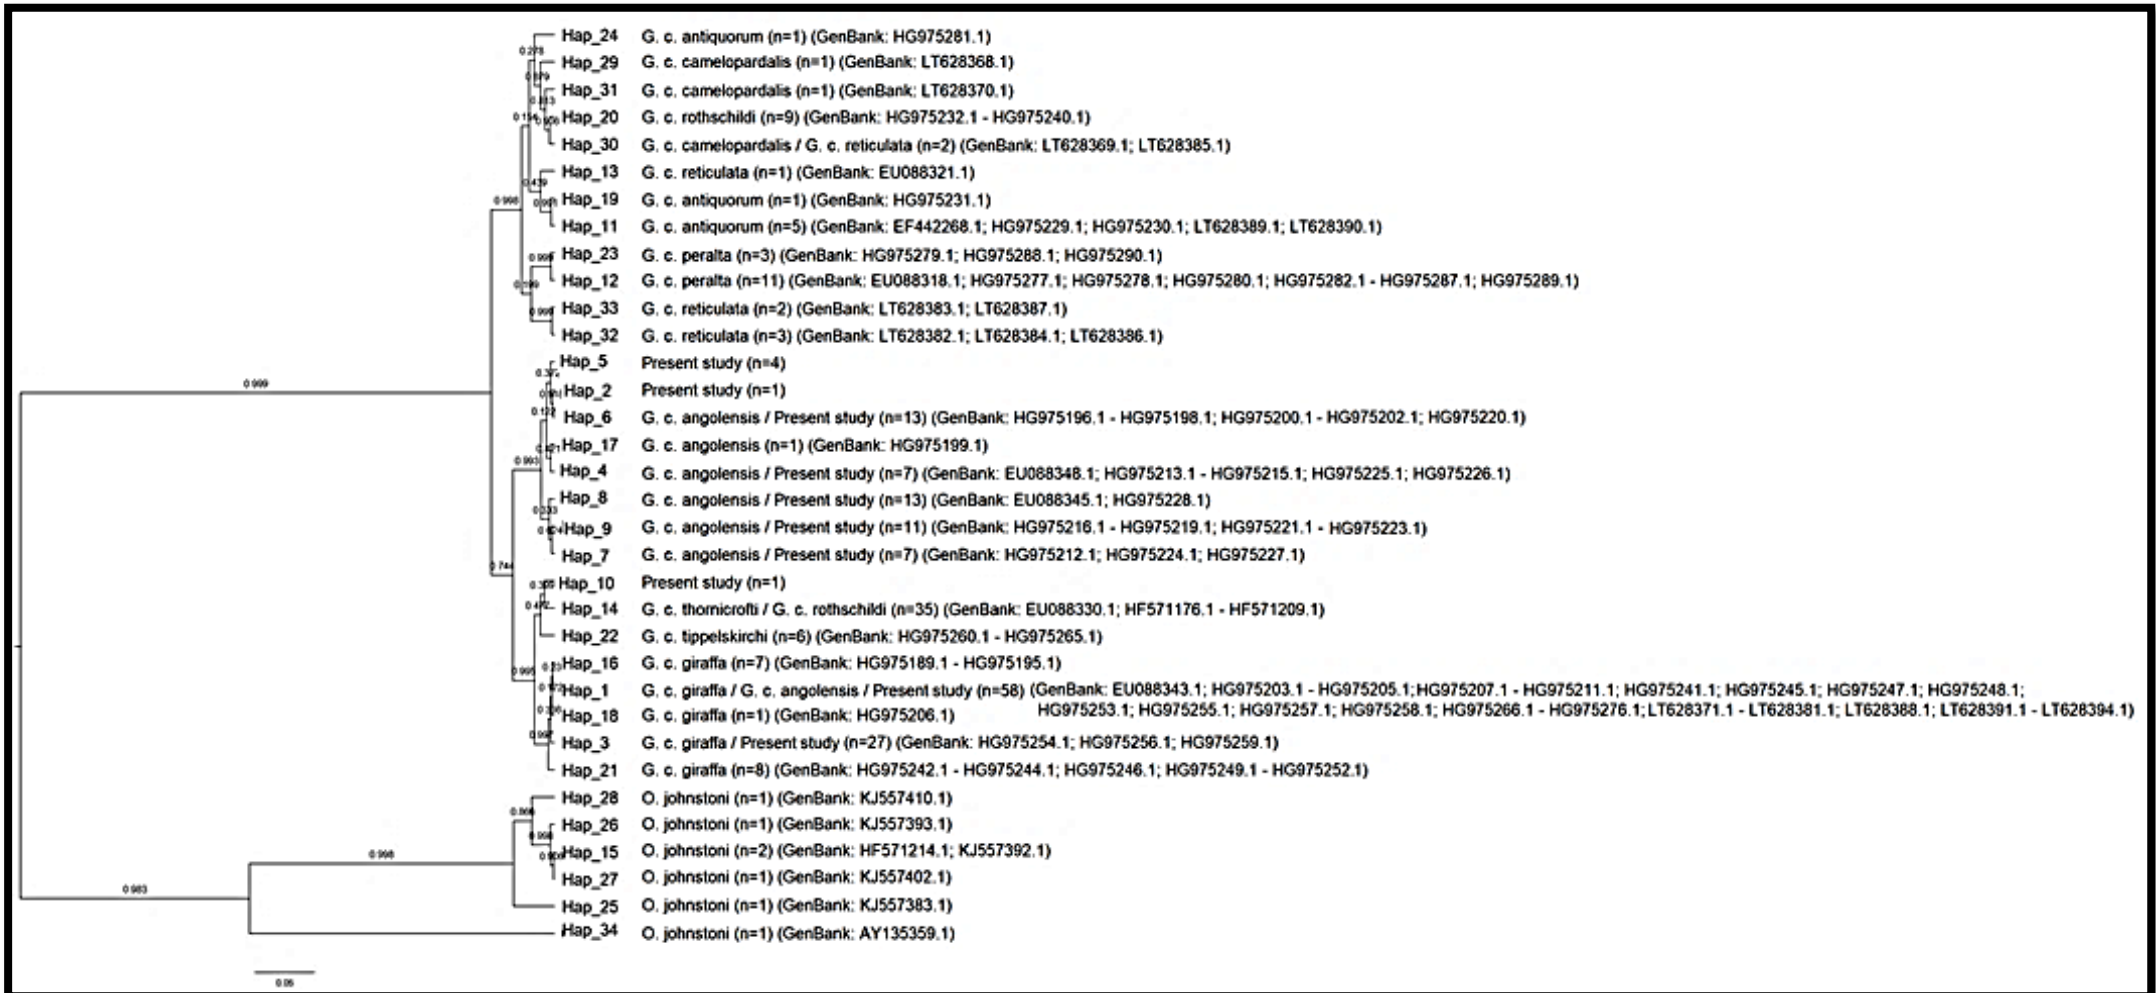 Hap_24 G. c. antiquorum (n=1) (GenBank: HG975281.1)
Hap_29 G. c. camelopardalis (n=1) (GenBank: LT628368.1)
Hap_31 G. c. camelopardalis (n=1) (GenBank: LT628370.1)
Hap_20 G. c. rothschildi (n=9) (GenBank: HG975232.1 - HG975240.1)
Hap_30 G. c. camelopardalis / G. c. reticulata (n=2) (GenBank: LT628369.1; LT628385.1)
Hap_13 G. c. reticulata (n=1) (GenBank: EU088321.1)
Hap_19 G. c. antiquorum (n=1) (GenBank: HG975231.1)
0.998
Hap_11 G. c. antiquorum (n=5) (GenBank: EF442268.1; HG975229.1; HG975230.1; LT628389.1; LT628390.1)
Hap_23 G. c. peralta (n=3) (GenBank: HG975279.1; HG975288.1; HG975290.1)
Hap_12 G. c. peralta (n=11) (GenBank: EU088318.1; HG975277.1; HG975278.1; HG975280.1; HG975282.1 - HG975287.1; HG975289.1)
Hap_33 G. c. reticulata (n=2) (GenBank: LT628383.1; LT628387.1)
Hap_32 G. c. reticulata (n=3) (GenBank: LT628382.1; LT628384.1; LT628386.1)
Hap_5 Present study (n=4)
0.999
Hap_2 Present study (n=1)
Hap_6 G. c. angolensis / Present study (n=13) (GenBank: HG975196.1 - HG975198.1; HG975200.1 - HG975202.1; HG975220.1)
Hap_17 G. c. angolensis (n=1) (GenBank: HG975199.1)
0.993
Hap_4 G. c. angolensis / Present study (n=7) (GenBank: EU088348.1; HG975213.1 - HG975215.1; HG975225.1; HG975226.1)
Hap_8 G. c. angolensis / Present study (n=13) (GenBank: EU088345.1; HG975228.1)
Hap_9 G. c. angolensis / Present study (n=11) (GenBank: HG975216.1 - HG975219.1; HG975221.1 - HG975223.1)
Hap_7 G. c. angolensis / Present study (n=7) (GenBank: HG975212.1; HG975224.1; HG975227.1)
0.744
Hap_10 Present study (n=1)
Hap_14 G. c. thornicrofti / G. c. rothschildi (n=35) (GenBank: EU088330.1; HF571176.1 - HF571209.1)
Hap_22 G. c. tippelskirchi (n=6) (GenBank: HG975260.1 - HG975265.1)
Hap_16 G. c. giraffa (n=7) (GenBank: HG975189.1 - HG975195.1)
0.995
Hap_1 G. c. giraffa / G. c. angolensis / Present study (n=58) (GenBank: EU088343.1; HG975203.1 - HG975205.1;HG975207.1 - HG975211.1; HG975241.1; HG975245.1; HG975247.1; HG975248.1;
HG975253.1; HG975255.1; HG975257.1; HG975258.1; HG975266.1 - HG975276.1;LT628371.1 - LT628381.1; LT628388.1; LT628391.1 - LT628394.1)
Hap_18 G. c. giraffa (n=1) (GenBank: HG975206.1)
Hap_3 G. c. giraffa / Present study (n=27) (GenBank: HG975254.1; HG975256.1; HG975259.1)
Hap_21 G. c. giraffa (n=8) (GenBank: HG975242.1 - HG975244.1; HG975246.1; HG975249.1 - HG975252.1)
Hap_28 O. johnstoni (n=1) (GenBank: KJ557410.1)
Hap_26 O. johnstoni (n=1) (GenBank: KJ557393.1)
0.998
Hap_15 O. johnstoni (n=2) (GenBank: HF571214.1; KJ557392.1)
Hap_27 O. johnstoni (n=1) (GenBank: KJ557402.1)
0.983
Hap_25 O. johnstoni (n=1) (GenBank: KJ557383.1)
Hap_34 O. johnstoni (n=1) (GenBank: AY135359.1)
0.05